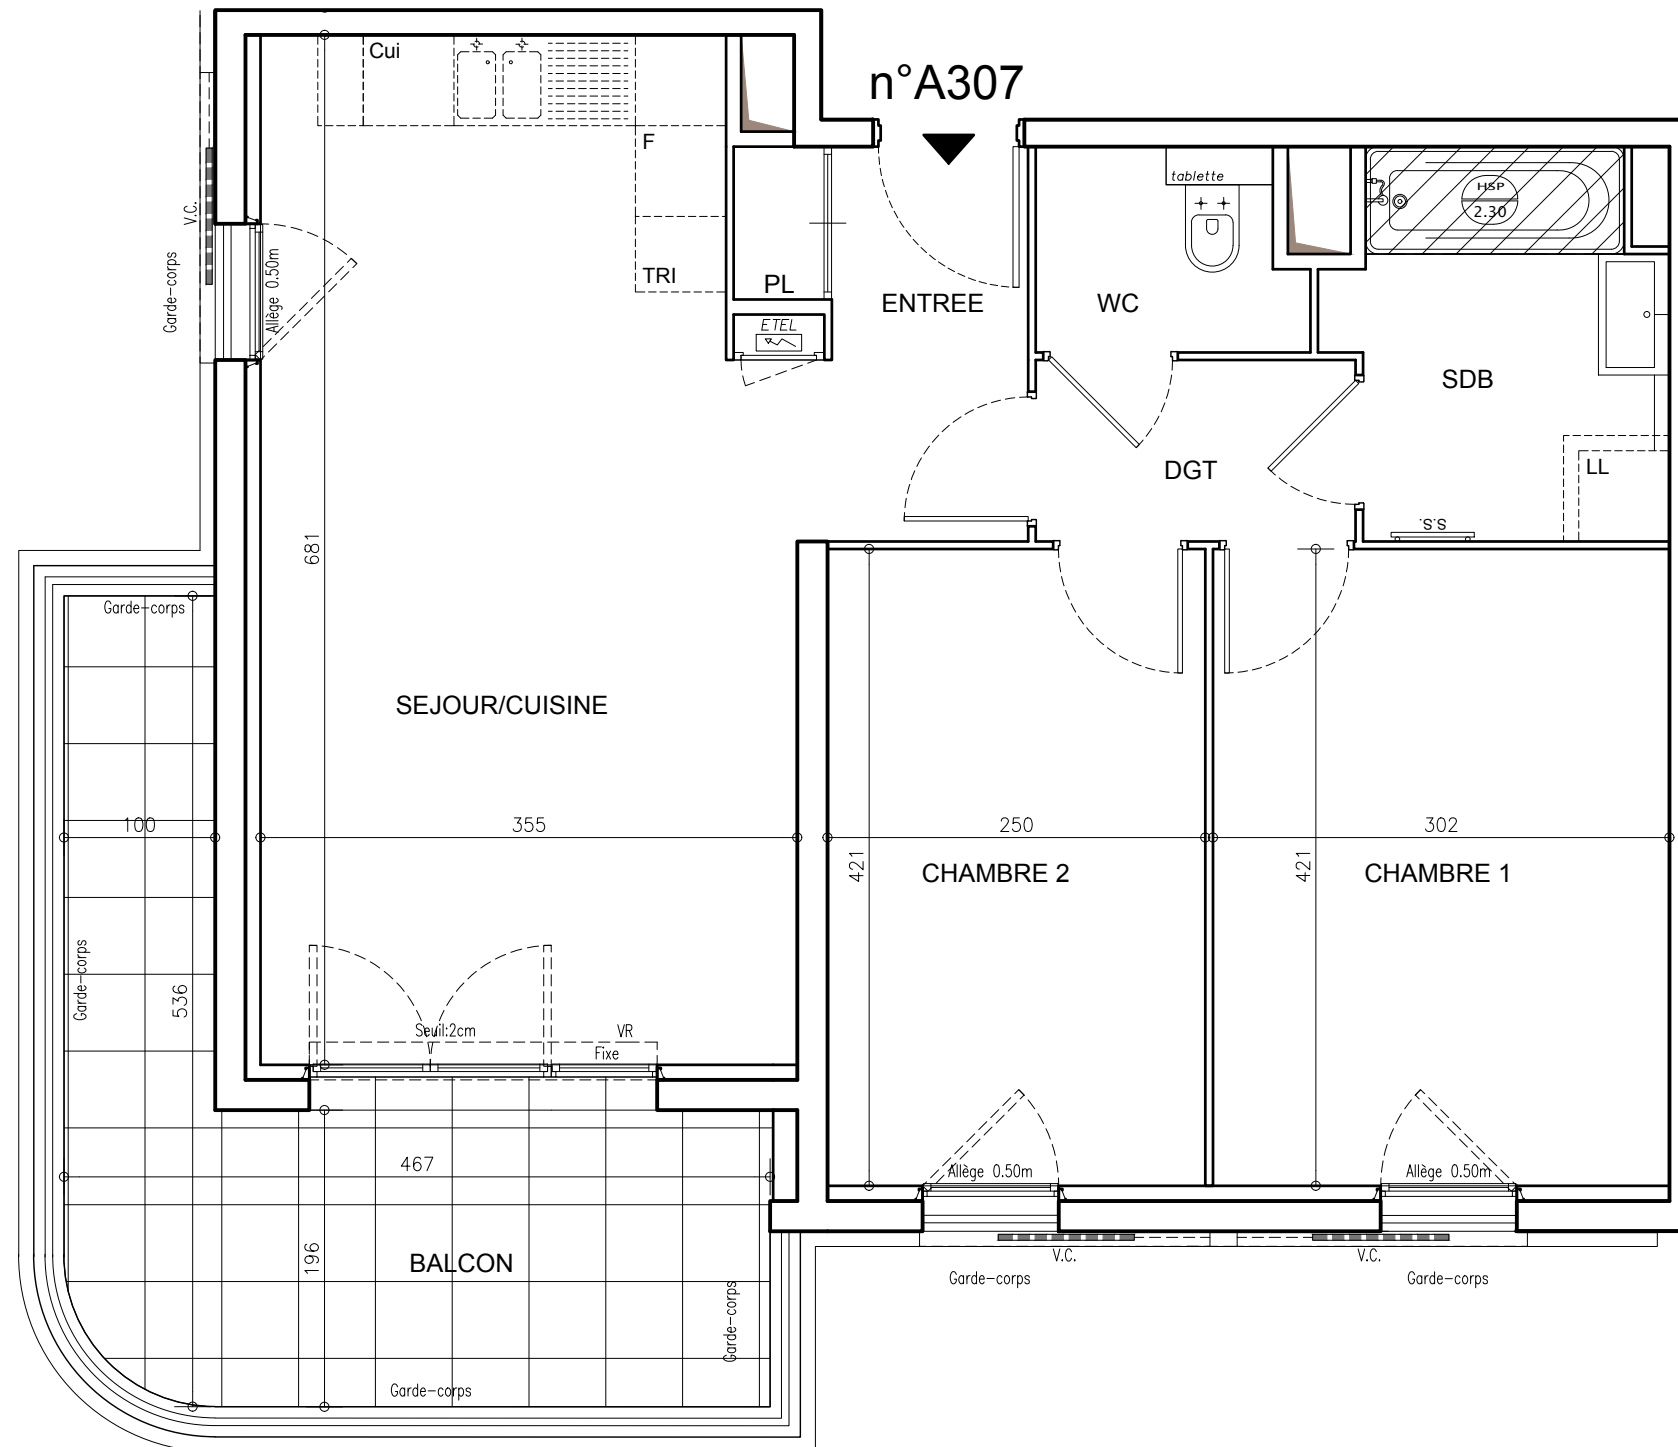 n°A307
Cui
F
TRI
PL
ETEL
ENTREE
tablette
WC
HSP
2.30
SDB
LL
S.S.
DGT
V.C.
Garde-corps
Allège 0.50m
681
SEJOUR/CUISINE
Garde-corps
100
355
250
302
421
421
CHAMBRE 2
CHAMBRE 1
Garde-corps
536
Seuil:2cm
VR
Fixe
467
196
BALCON
Garde-corps
Garde-corps
Allège 0.50m
Allège 0.50m
V.C.
V.C.
Garde-corps
Garde-corps